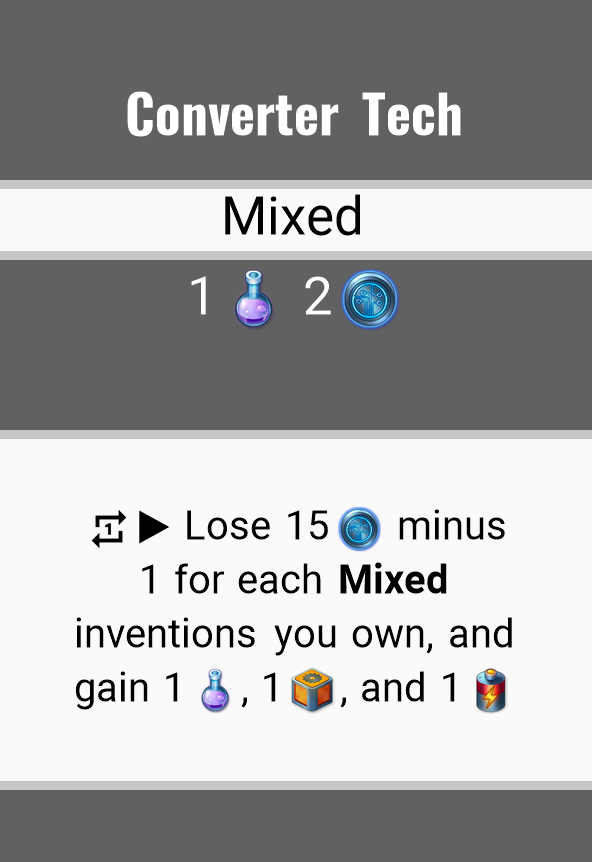 Converter Tech
Mixed
1 2
1 Lose 15 minus
1 for each Mixed
inventions you own, and
gain 1 , 1 , and 1